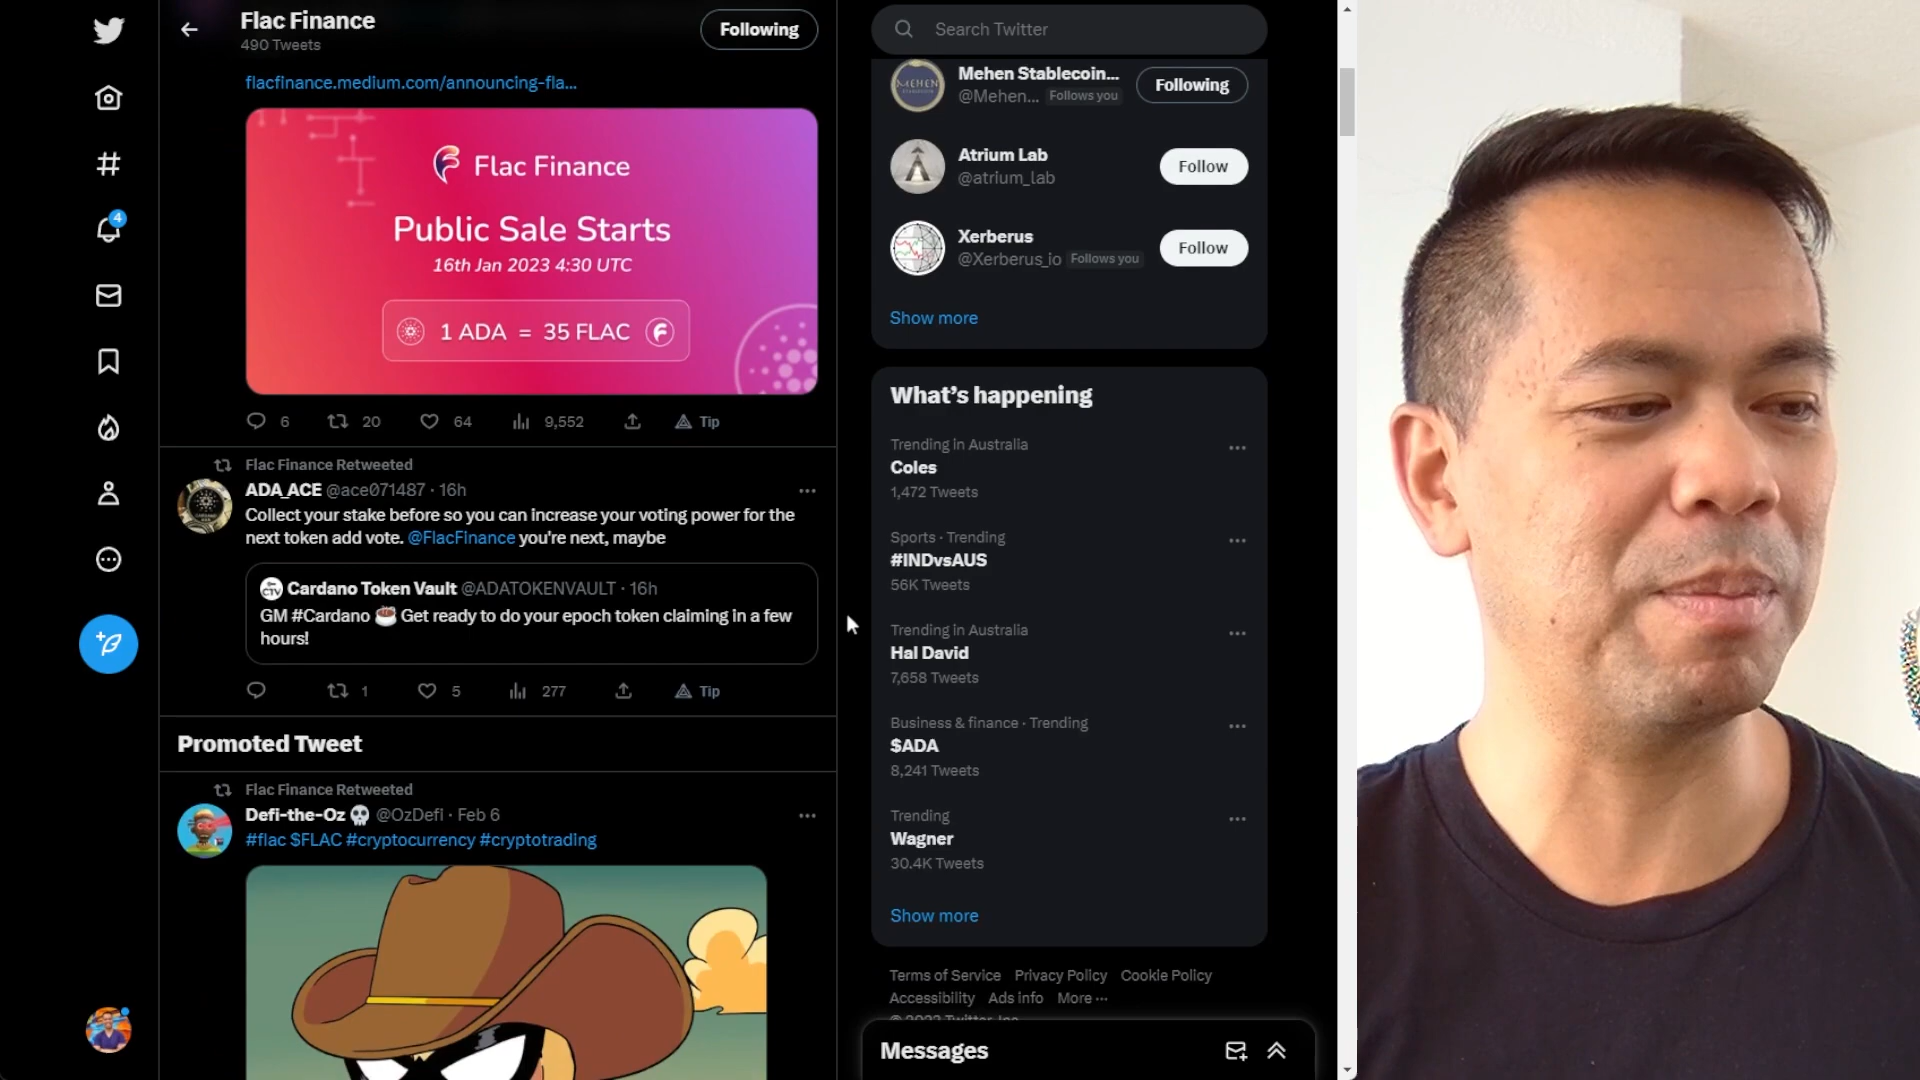 Flac Finance
490 Tweets
Following
flacfinance.medium.com/announcing-fla...
Flac Finance
Public Sale Starts
16th Jan 2023 4:30 UTC
1 ADA = 35 FLAC
6 20 64 9,552 Tip
Flac Finance Retweeted
ADA_ACE @ace071487 · 16h
Collect your stake before so you can increase your voting power for the
next token add vote. @FlacFinance you're next, maybe
CTV
Cardano Token Vault @ADATOKENVAULT · 16h
GM #Cardano ☕ Get ready to do your epoch token claiming in a few
hours!
1 5 277 Tip
Promoted Tweet
Flac Finance Retweeted
Defi-the-Oz 💀 @OzDefi · Feb 6
#flac $FLAC #cryptocurrency #cryptotrading
4
Search Twitter
MEHEN
Mehen Stablecoin...
@Mehen... Follows you
Following
Atrium Lab
@atrium_lab
Follow
Xerberus
@Xerberus_io Follows you
Follow
Show more
What's happening
Trending in Australia
Coles
1,472 Tweets
Sports · Trending
#INDvsAUS
56K Tweets
Trending in Australia
Hal David
7,658 Tweets
Business & finance · Trending
$ADA
8,241 Tweets
Trending
Wagner
30.4K Tweets
Show more
Terms of Service Privacy Policy Cookie Policy
Accessibility Ads info More ...
© 2023 Twitter, Inc.
Messages